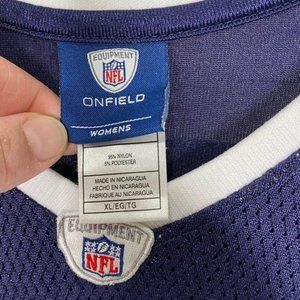 EQUIPMENT
NFL
ONFIELD
WOMENS
95% NYLON
5% POLYESTER
MADE IN NICARAGUA
HECHO EN NICARAGUA
FABRIQUE AU NICARAGUA
XL/EG/TG
EQUIPMENT
NFL